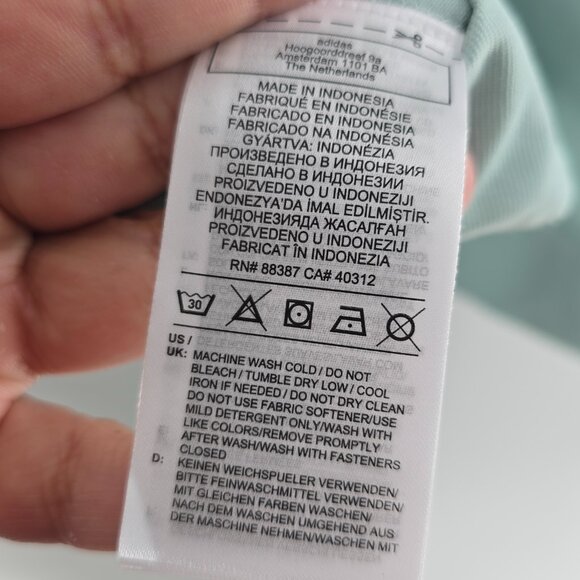 adidas
Hoogoorddreef 9a
Amsterdam 1101 BA
The Netherlands
MADE IN INDONESIA
FABRIQUÉ EN INDONÉSIE
FABRICADO EN INDONESIA
FABRICADO NA INDONÉSIA
GYÁRTVA: INDONÉZIA
ПРОИЗВЕДЕНО В ИНДОНЕЗИЯ
СДЕЛАНО В ИНДОНЕЗИИ
PROIZVEDENO U INDONEZIJI
ENDONEZYA'DA İMAL EDİLMİŞTİR.
ИНДОНЕЗИЯДА ЖАСАЛҒАН
PROIZVEDENO U INDONEZIJI
FABRICAT ÎN INDONEZIA
RN# 88387 CA# 40312
30
US /
UK: MACHINE WASH COLD / DO NOT
BLEACH / TUMBLE DRY LOW / COOL
IRON IF NEEDED / DO NOT DRY CLEAN
DO NOT USE FABRIC SOFTENER/USE
MILD DETERGENT ONLY/WASH WITH
LIKE COLORS/REMOVE PROMPTLY
AFTER WASH/WASH WITH FASTENERS
CLOSED
D: KEINEN WEICHSPUELER VERWENDEN/
BITTE FEINWASCHMITTEL VERWENDEN/
MIT GLEICHEN FARBEN WASCHEN/
NACH DEM WASCHEN UMGEHEND AUS
DER MASCHINE NEHMEN/WASCHEN MIT